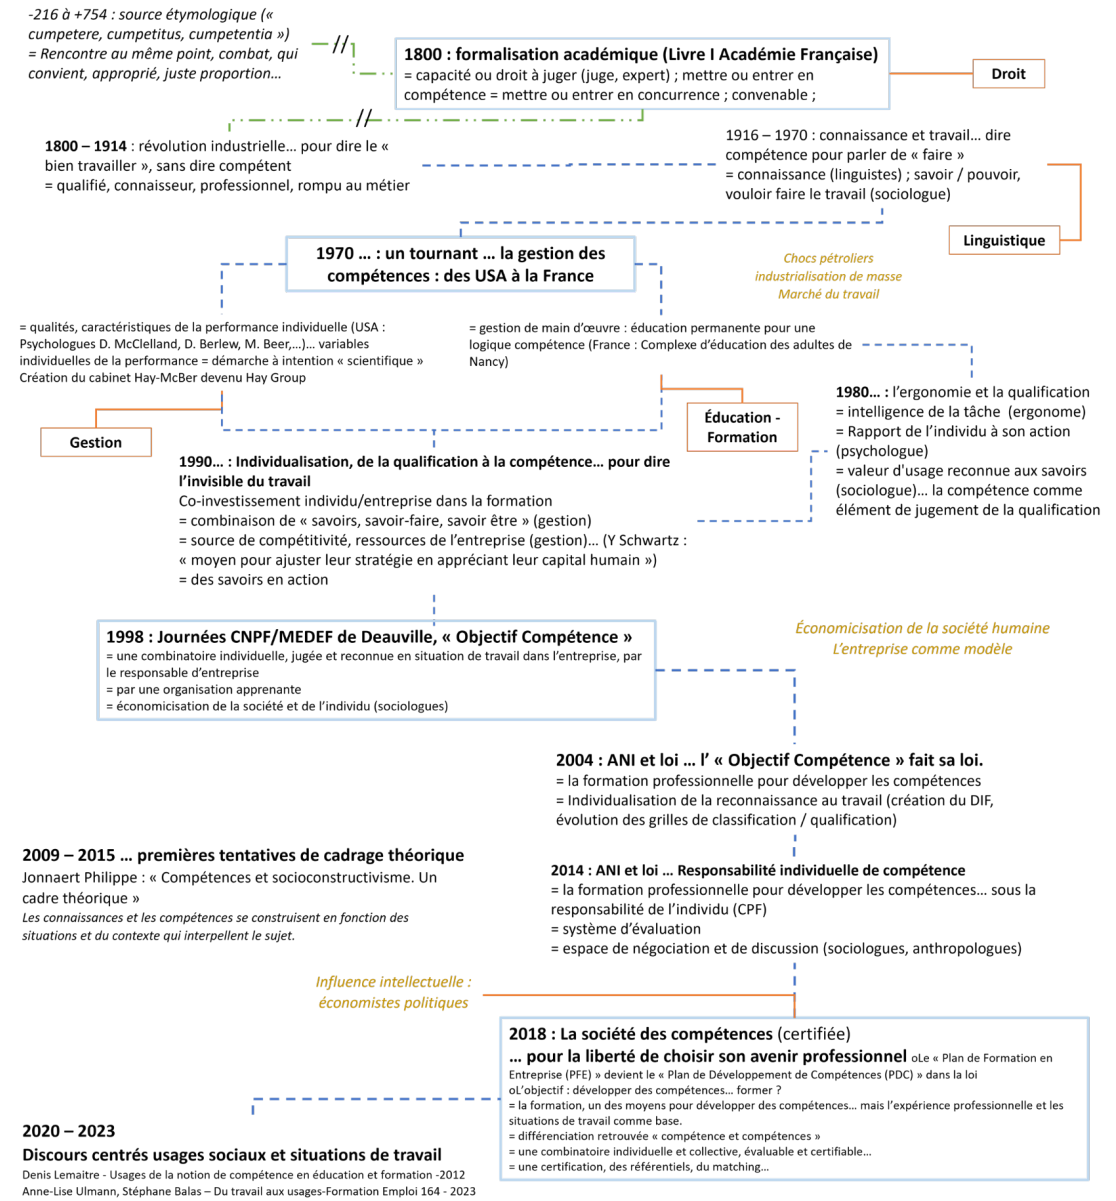 -216 à +754 : source étymologique («
cumpetere, cumpetitus, cumpetentia »)
= Rencontre au même point, combat, qui
convient, approprié, juste proportion…
//
1800 : formalisation académique (Livre I Académie Française)
= capacité ou droit à juger (juge, expert) ; mettre ou entrer en
compétence = mettre ou entrer en concurrence ; convenable ;
Droit
//
1800 – 1914 : révolution industrielle… pour dire le «
bien travailler », sans dire compétent
= qualifié, connaisseur, professionnel, rompu au métier
1916 – 1970 : connaissance et travail… dire
compétence pour parler de « faire »
= connaissance (linguistes) ; savoir / pouvoir,
vouloir faire le travail (sociologue)
Linguistique
1970 … : un tournant … la gestion des
compétences : des USA à la France
Chocs pétroliers
industrialisation de masse
Marché du travail
= qualités, caractéristiques de la performance individuelle (USA :
Psychologues D. McClelland, D. Berlew, M. Beer,…)… variables
individuelles de la performance = démarche à intention « scientifique »
Création du cabinet Hay-McBer devenu Hay Group
= gestion de main d’œuvre : éducation permanente pour une
logique compétence (France : Complexe d’éducation des adultes de
Nancy)
Gestion
Éducation -
Formation
1980… : l’ergonomie et la qualification
= intelligence de la tâche (ergonome)
= Rapport de l’individu à son action
(psychologue)
= valeur d'usage reconnue aux savoirs
(sociologue)… la compétence comme
élément de jugement de la qualification
1990… : Individualisation, de la qualification à la compétence… pour dire
l’invisible du travail
Co-investissement individu/entreprise dans la formation
= combinaison de « savoirs, savoir-faire, savoir être » (gestion)
= source de compétitivité, ressources de l’entreprise (gestion)… (Y Schwartz :
« moyen pour ajuster leur stratégie en appréciant leur capital humain »)
= des savoirs en action
1998 : Journées CNPF/MEDEF de Deauville, « Objectif Compétence »
= une combinatoire individuelle, jugée et reconnue en situation de travail dans l’entreprise, par
le responsable d’entreprise
= par une organisation apprenante
= économicisation de la société et de l’individu (sociologues)
Économicisation de la société humaine
L’entreprise comme modèle
2004 : ANI et loi … l’ « Objectif Compétence » fait sa loi.
= la formation professionnelle pour développer les compétences
= Individualisation de la reconnaissance au travail (création du DIF,
évolution des grilles de classification / qualification)
2009 – 2015 … premières tentatives de cadrage théorique
Jonnaert Philippe : « Compétences et socioconstructivisme. Un
cadre théorique »
Les connaissances et les compétences se construisent en fonction des
situations et du contexte qui interpellent le sujet.
2014 : ANI et loi … Responsabilité individuelle de compétence
= la formation professionnelle pour développer les compétences… sous la
responsabilité de l’individu (CPF)
= système d’évaluation
= espace de négociation et de discussion (sociologues, anthropologues)
Influence intellectuelle :
économistes politiques
2018 : La société des compétences (certifiée)
… pour la liberté de choisir son avenir professionnel oLe « Plan de Formation en
Entreprise (PFE) » devient le « Plan de Développement de Compétences (PDC) » dans la loi
oL’objectif : développer des compétences… former ?
= la formation, un des moyens pour développer des compétences… mais l’expérience professionnelle et les
situations de travail comme base.
= différenciation retrouvée « compétence et compétences »
= une combinatoire individuelle et collective, évaluable et certifiable…
= une certification, des référentiels, du matching…
2020 – 2023
Discours centrés usages sociaux et situations de travail
Denis Lemaitre - Usages de la notion de compétence en éducation et formation -2012
Anne-Lise Ulmann, Stéphane Balas – Du travail aux usages-Formation Emploi 164 - 2023